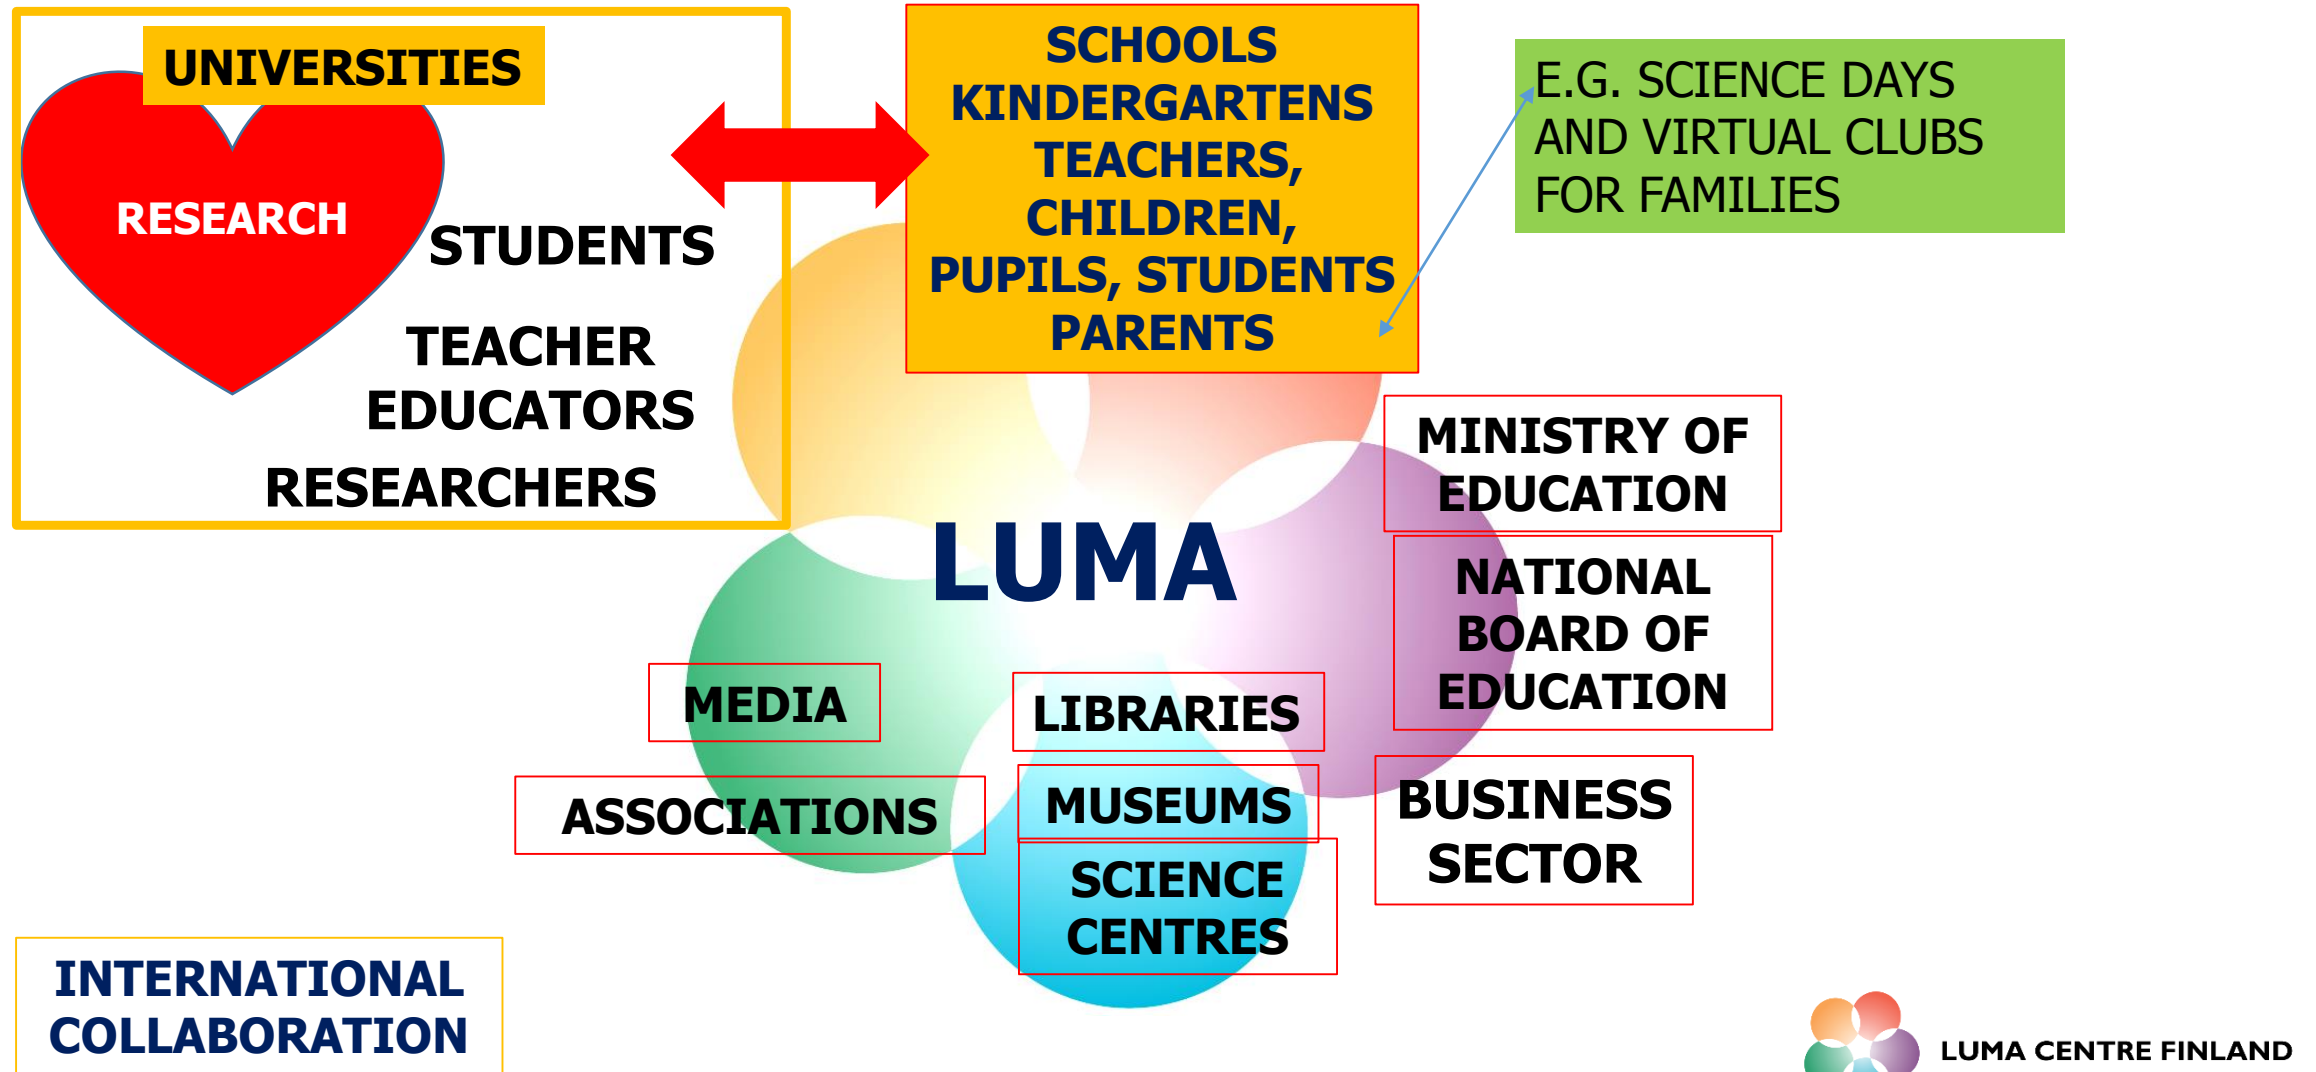 UNIVERSITIES
RESEARCH
STUDENTS
TEACHER
EDUCATORS
RESEARCHERS
SCHOOLS
KINDERGARTENS
TEACHERS,
CHILDREN,
PUPILS, STUDENTS
PARENTS
E.G. SCIENCE DAYS
AND VIRTUAL CLUBS
FOR FAMILIES
MINISTRY OF
EDUCATION
NATIONAL
BOARD OF
EDUCATION
LUMA
MEDIA
ASSOCIATIONS
LIBRARIES
MUSEUMS
SCIENCE
CENTRES
BUSINESS
SECTOR
INTERNATIONAL
COLLABORATION
LUMA CENTRE FINLAND